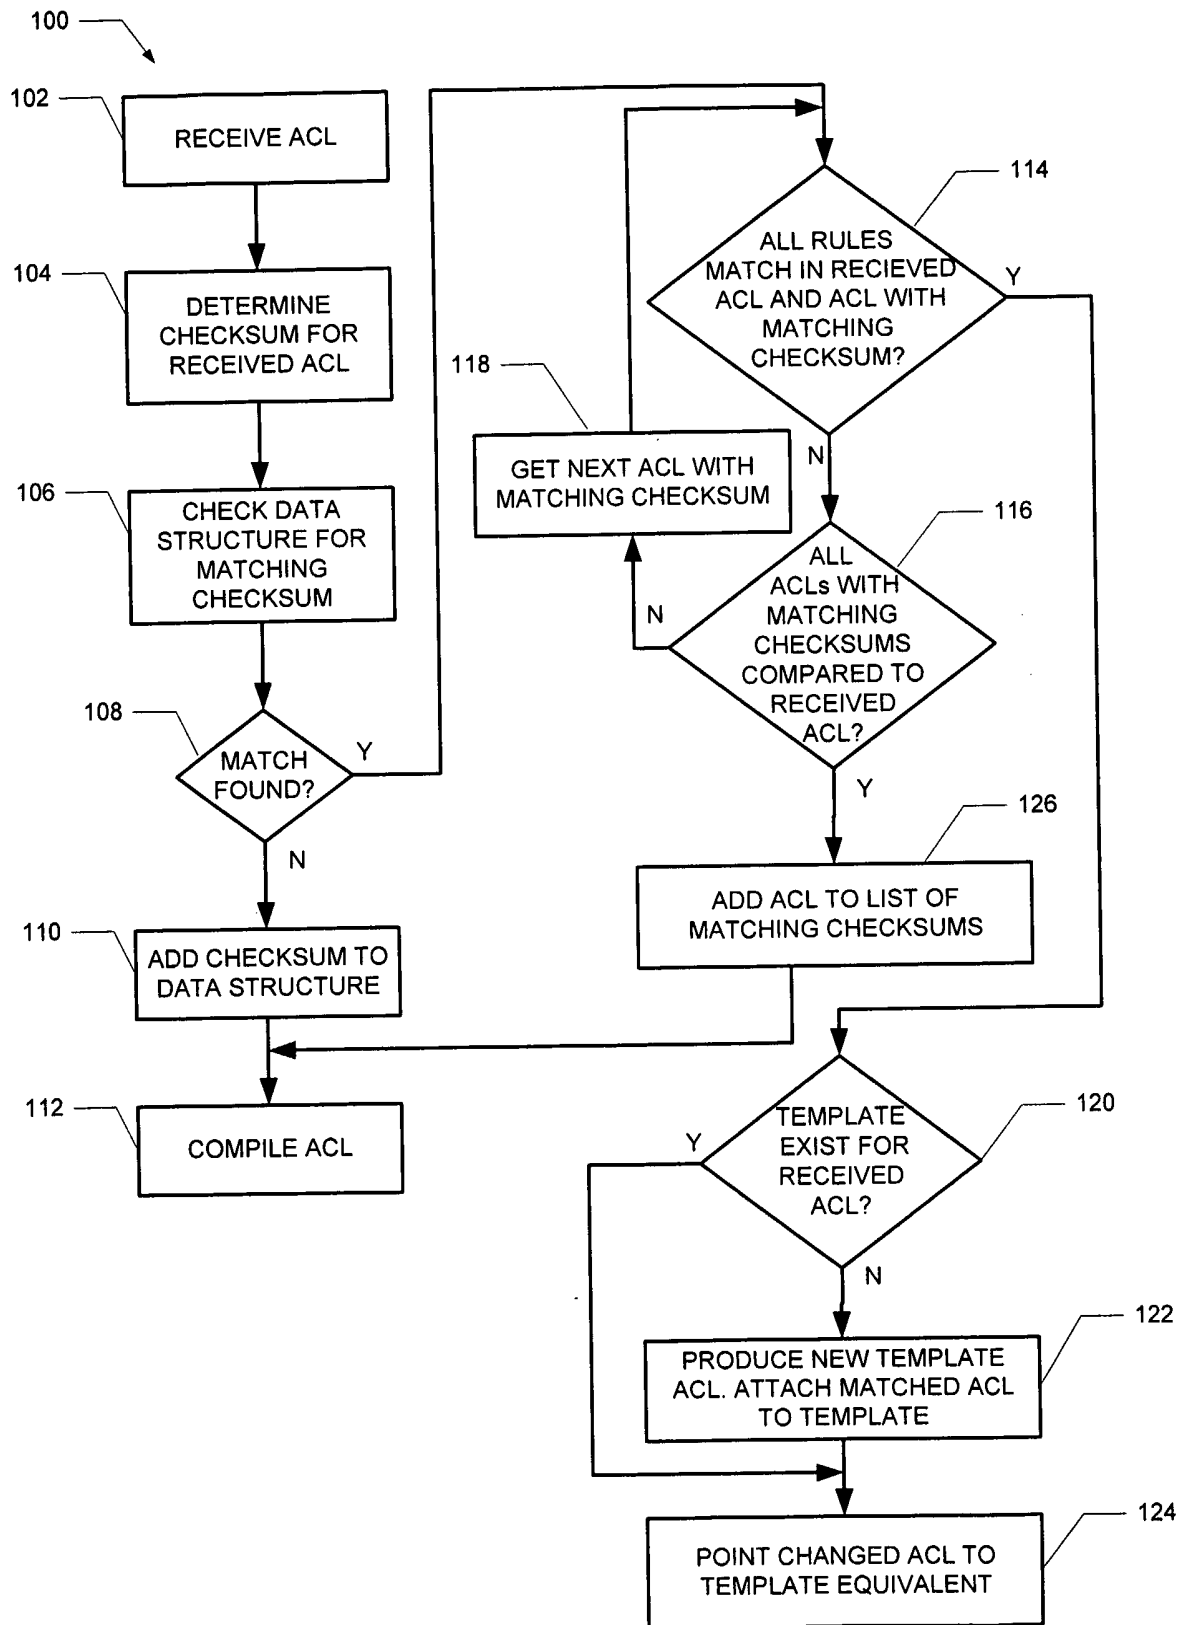 100
102
RECEIVE ACL
104
DETERMINE
CHECKSUM FOR
RECEIVED ACL
106
CHECK DATA
STRUCTURE FOR
MATCHING
CHECKSUM
108
MATCH
FOUND?
Y
N
110
ADD CHECKSUM TO
DATA STRUCTURE
112
COMPILE ACL
114
ALL RULES
MATCH IN RECIEVED
ACL AND ACL WITH
MATCHING
CHECKSUM?
Y
N
118
GET NEXT ACL WITH
MATCHING CHECKSUM
116
ALL
ACLs WITH
MATCHING
CHECKSUMS
COMPARED TO
RECEIVED
ACL?
N
Y
126
ADD ACL TO LIST OF
MATCHING CHECKSUMS
120
TEMPLATE
EXIST FOR
RECEIVED
ACL?
Y
N
122
PRODUCE NEW TEMPLATE
ACL. ATTACH MATCHED ACL
TO TEMPLATE
124
POINT CHANGED ACL TO
TEMPLATE EQUIVALENT